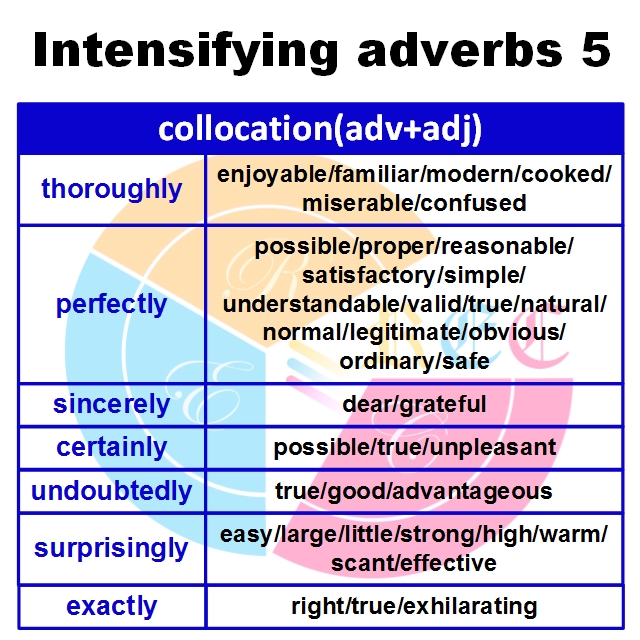 Intensifying adverbs 5
collocation(adv+adj)
thoroughly
enjoyable/familiar/modern/cooked/
miserable/confused
perfectly
possible/proper/reasonable/
satisfactory/simple/
understandable/valid/true/natural/
normal/legitimate/obvious/
ordinary/safe
sincerely
dear/grateful
certainly
possible/true/unpleasant
undoubtedly
true/good/advantageous
surprisingly
easy/large/little/strong/high/warm/
scant/effective
exactly
right/true/exhilarating